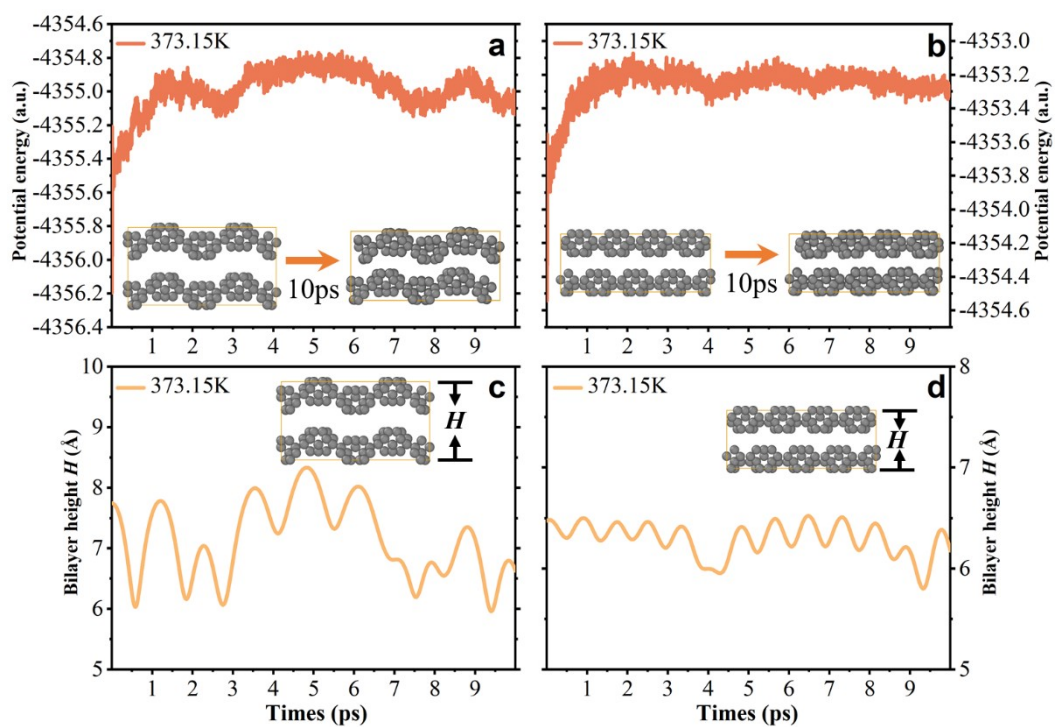 373.15K
a
Potential energy (a.u.)
-4354.6
-4354.8
-4355.0
-4355.2
-4355.4
-4355.6
-4355.8
-4356.0
-4356.2
-4356.4
10ps
1 2 3 4 5 6 7 8 9
373.15K
b
-4353.0
-4353.2
-4353.4
-4353.6
-4353.8
-4354.0
-4354.2
-4354.4
-4354.6
Potential energy (a.u.)
10ps
1 2 3 4 5 6 7 8 9
373.15K
c
H
Bilayer height H (Å)
10
9
8
7
6
5
1 2 3 4 5 6 7 8 9
Times (ps)
373.15K
d
H
8
7
6
5
Bilayer height H (Å)
1 2 3 4 5 6 7 8 9
Times (ps)